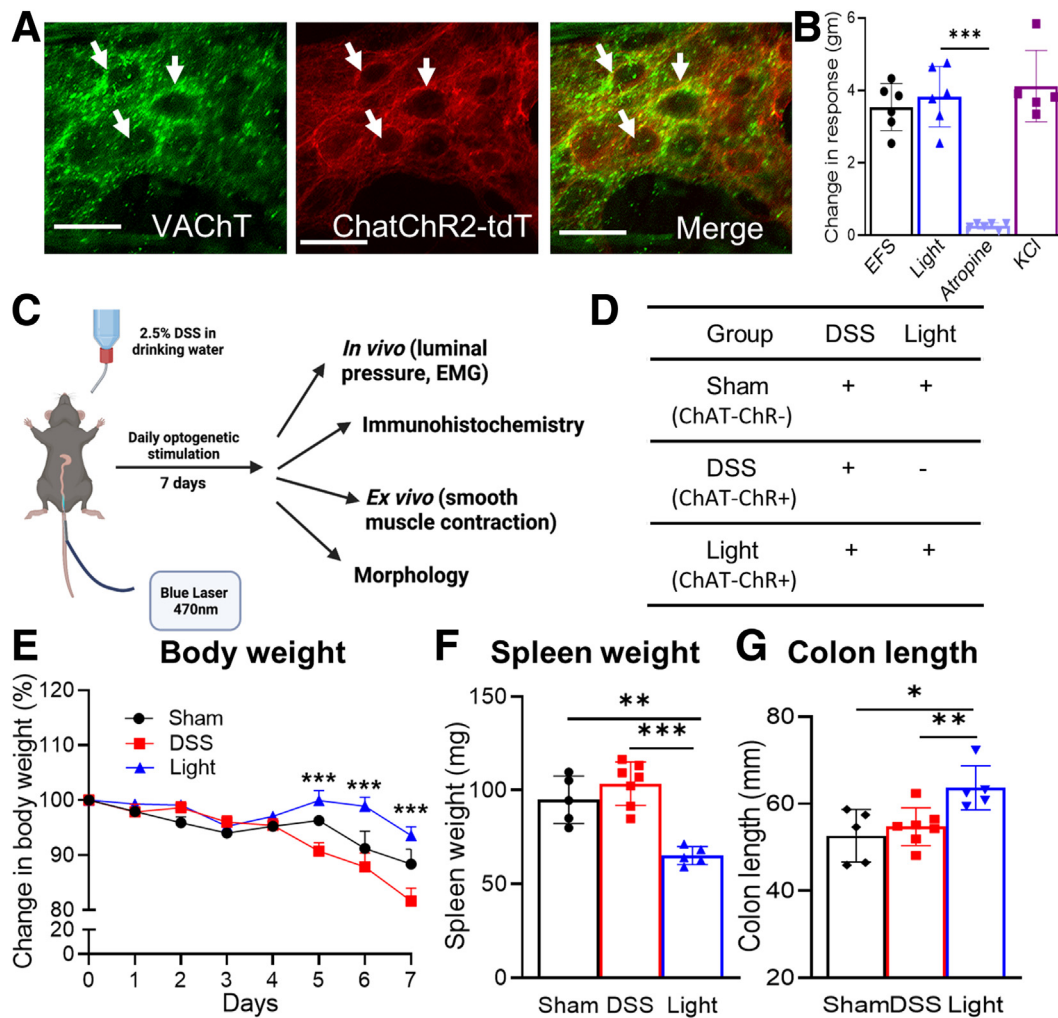 A
VAChT
ChatChR2-tdT
Merge
B
Change in response (gm)
6
4
2
0
***
EFS
Light
Atropine
KCl
C
2.5% DSS in
drinking water
Daily optogenetic
stimulation
7 days
Blue Laser
470nm
In vivo (luminal
pressure, EMG)
Immunohistochemistry
Ex vivo (smooth
muscle contraction)
Morphology
D
Group DSS Light
Sham + +
(ChAT-ChR-)
DSS + -
(ChAT-ChR+)
Light + +
(ChAT-ChR+)
E Body weight
Change in body weight (%)
120
100
90
80
20
0
Sham
DSS
Light
*** *** ***
0 1 2 3 4 5 6 7
Days
F Spleen weight
Spleen weight (mg)
150
100
50
0
**
***
Sham DSS Light
G Colon length
Colon length (mm)
80
60
40
20
*
**
Sham DSS Light